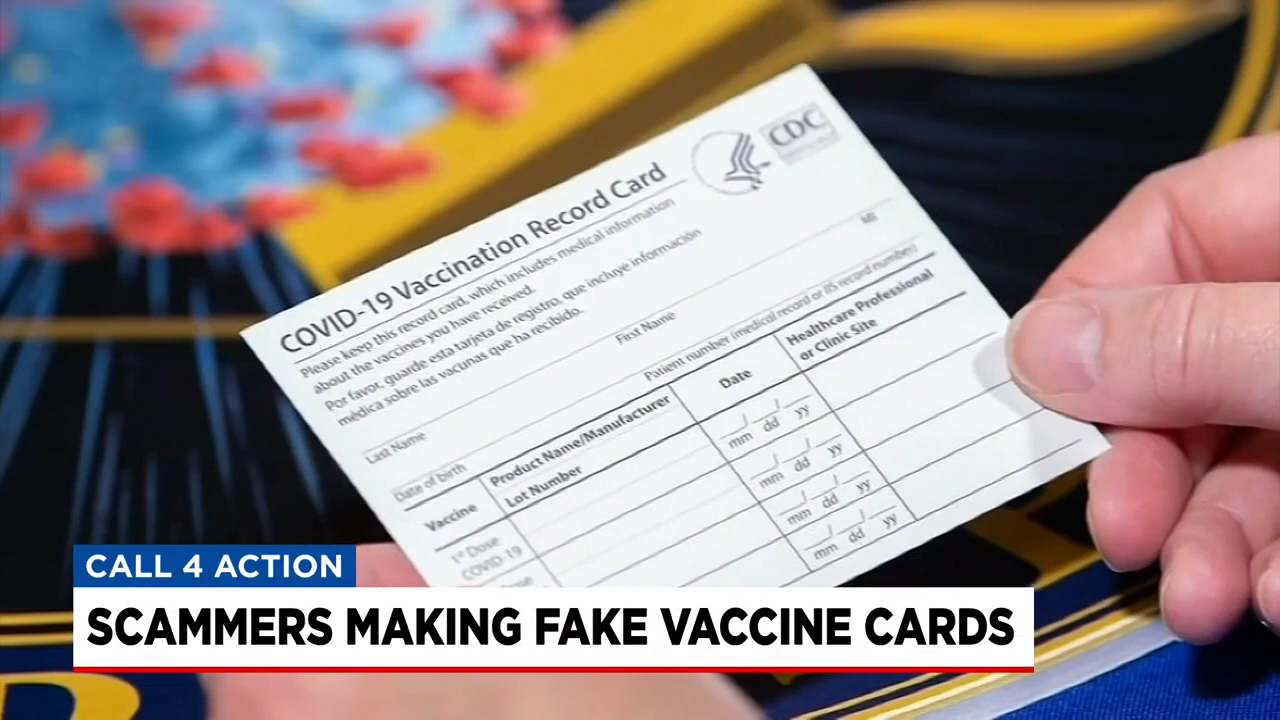 CDC
COVID-19 Vaccination Record Card
Please keep this record card, which includes medical information
about the vaccines you have received.
Por favor, guarde esta tarjeta de registro, que incluye información
médica sobre las vacunas que ha recibido.
Last Name
First Name
MI
Date of birth
Patient number (medical record or IIS record number)
Vaccine
Product Name/Manufacturer
Lot Number
Date
Healthcare Professional
or Clinic Site
1st Dose
COVID-19
mm dd yy
mm dd yy
mm dd yy
mm dd yy
CALL 4 ACTION
SCAMMERS MAKING FAKE VACCINE CARDS